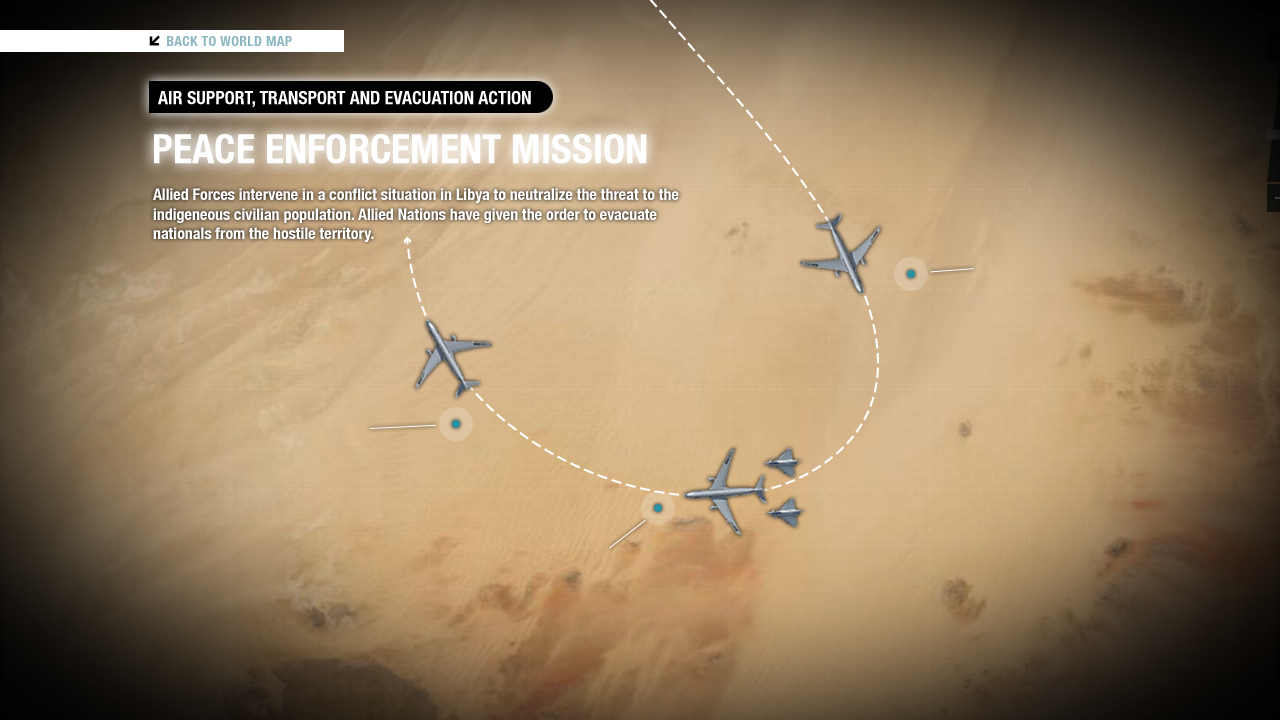 BACK TO WORLD MAP
AIR SUPPORT, TRANSPORT AND EVACUATION ACTION
PEACE ENFORCEMENT MISSION
Allied Forces intervene in a conflict situation in Libya to neutralize the threat to the
indigeneous civilian population. Allied Nations have given the order to evacuate
nationals from the hostile territory.